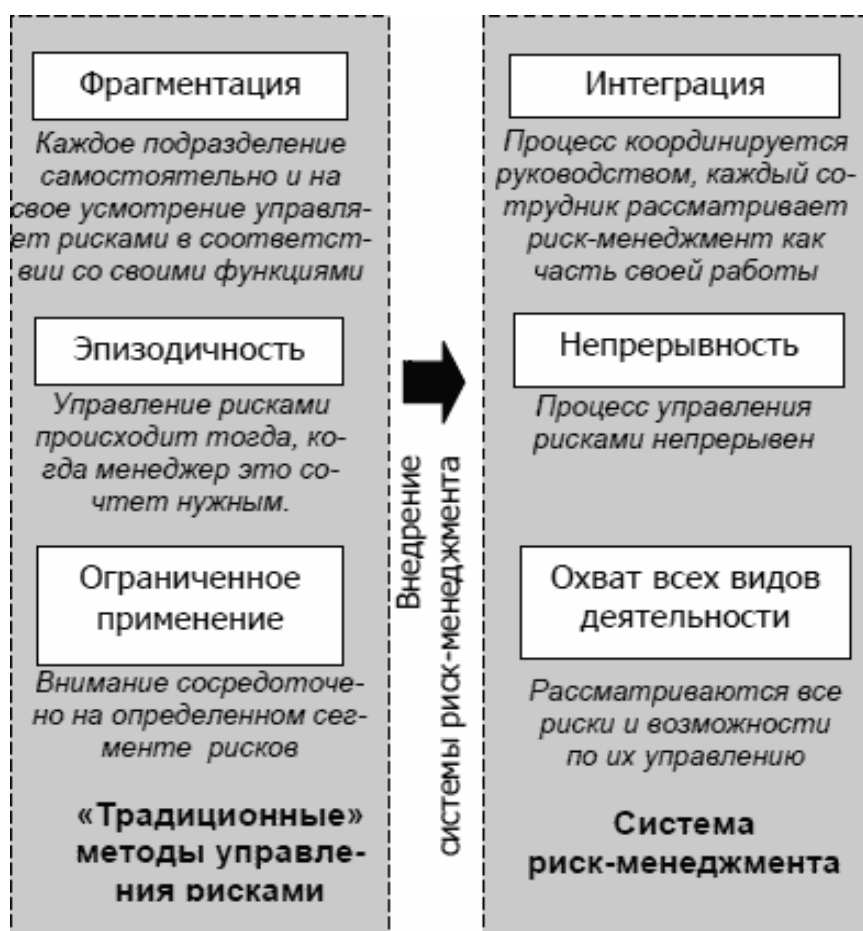 Фрагментация
Каждое подразделение
самостоятельно и на
свое усмотрение управля-
ет рисками в соответст-
вии со своими функциями
Эпизодичность
Управление рисками
происходит тогда, ко-
гда менеджер это со-
чтет нужным.
Ограниченное
применение
Внимание сосредоточе-
но на определенном сег-
менте рисков
«Традиционные»
методы управле-
ния рисками
Внедрение
системы риск-менеджмента
Интеграция
Процесс координируется
руководством, каждый со-
трудник рассматривает
риск-менеджмент как
часть своей работы
Непрерывность
Процесс управления
рисками непрерывен
Охват всех видов
деятельности
Рассматриваются все
риски и возможности
по их управлению
Система
риск-менеджмента